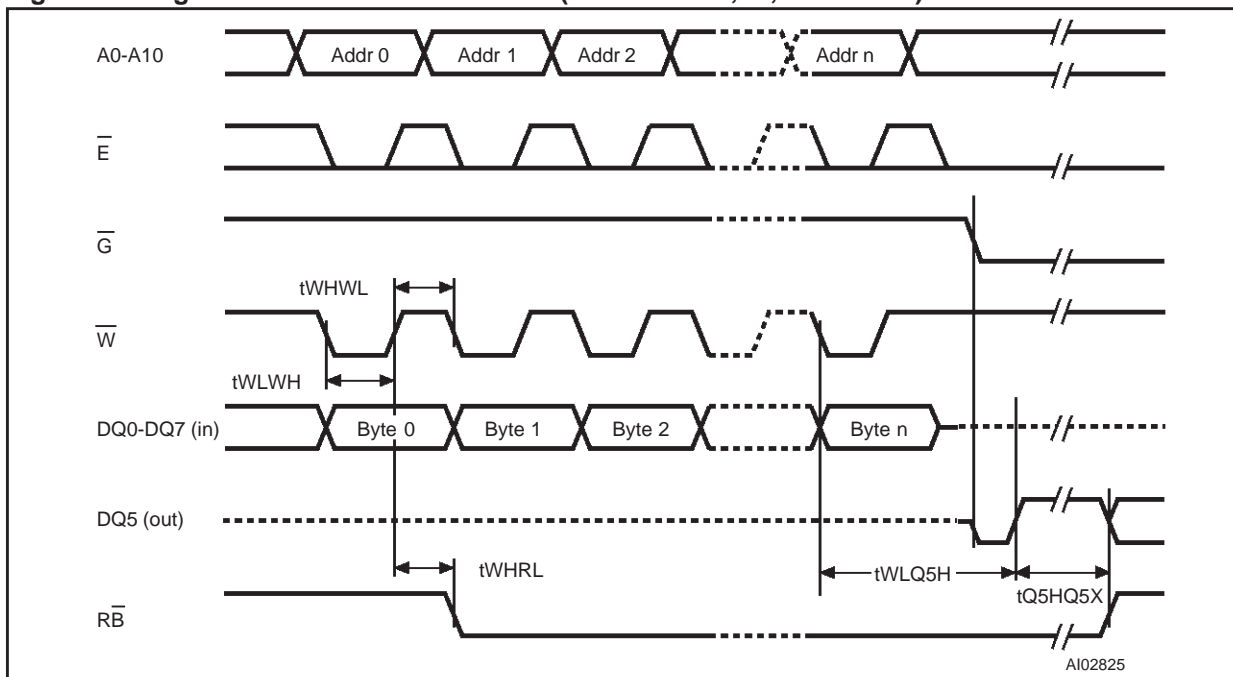 A0-A10
Addr 0
Addr 1
Addr 2
Addr n
E
G
tWHWL
W
tWLWH
DQ0-DQ7 (in)
Byte 0
Byte 1
Byte 2
Byte n
DQ5 (out)
tWHRL
tWLQ5H
tQ5HQ5X
RB
AI02825